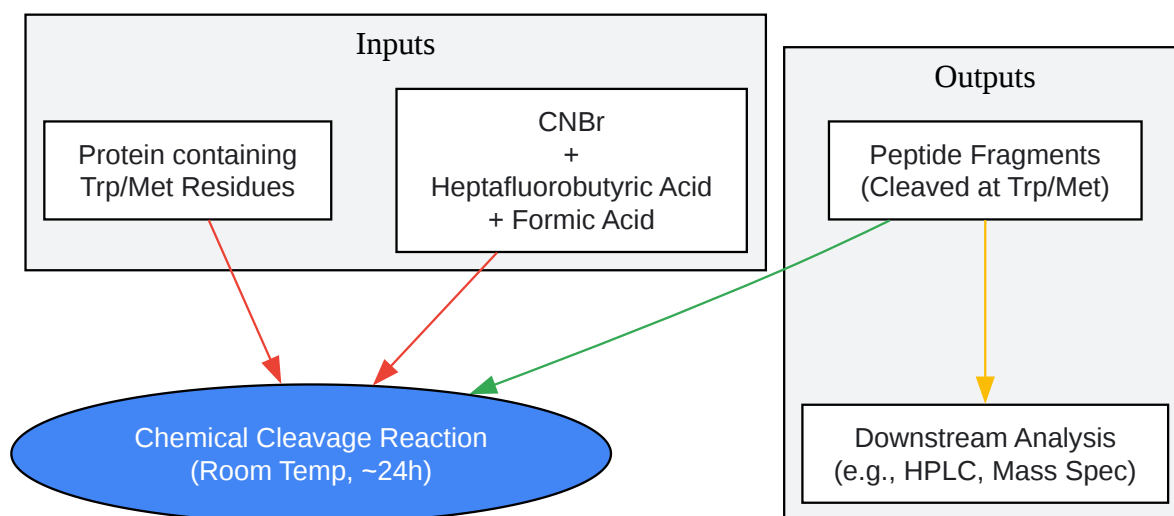 Inputs
Protein containing
Trp/Met Residues
CNBr
+
Heptafluorobutyric Acid
+ Formic Acid
Outputs
Peptide Fragments
(Cleaved at Trp/Met)
Chemical Cleavage Reaction
(Room Temp, ~24h)
Downstream Analysis
(e.g., HPLC, Mass Spec)